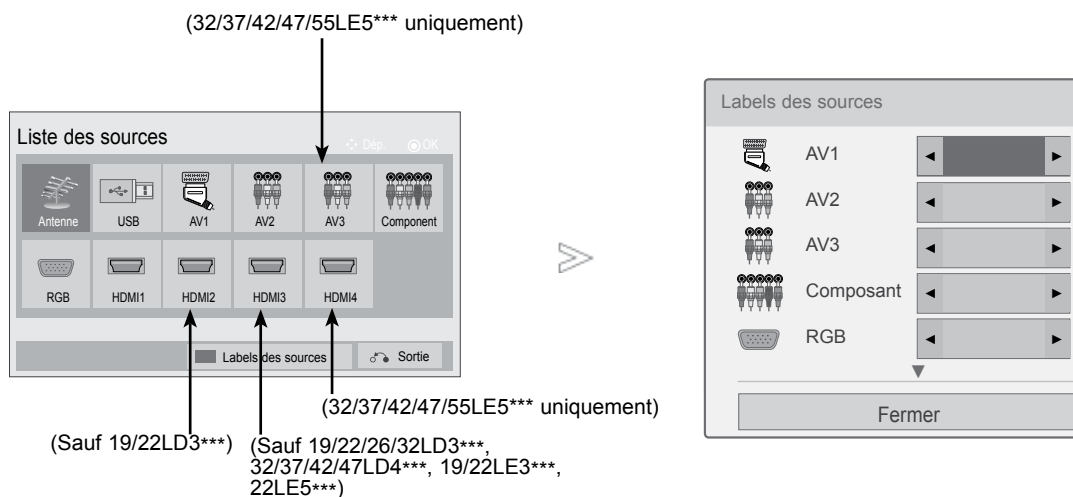 (32/37/42/47/55LE5*** uniquement)
Liste des sources
Dép. OK
Antenne USB AV1 AV2 AV3 Component
RGB HDMI1 HDMI2 HDMI3 HDMI4
Labels des sources Sortie
(32/37/42/47/55LE5*** uniquement)
(Sauf 19/22LD3***)
(Sauf 19/22/26/32LD3***,
32/37/42/47LD4***, 19/22LE3***,
22LE5***)
Labels des sources
AV1
AV2
AV3
Composant
RGB
Fermer